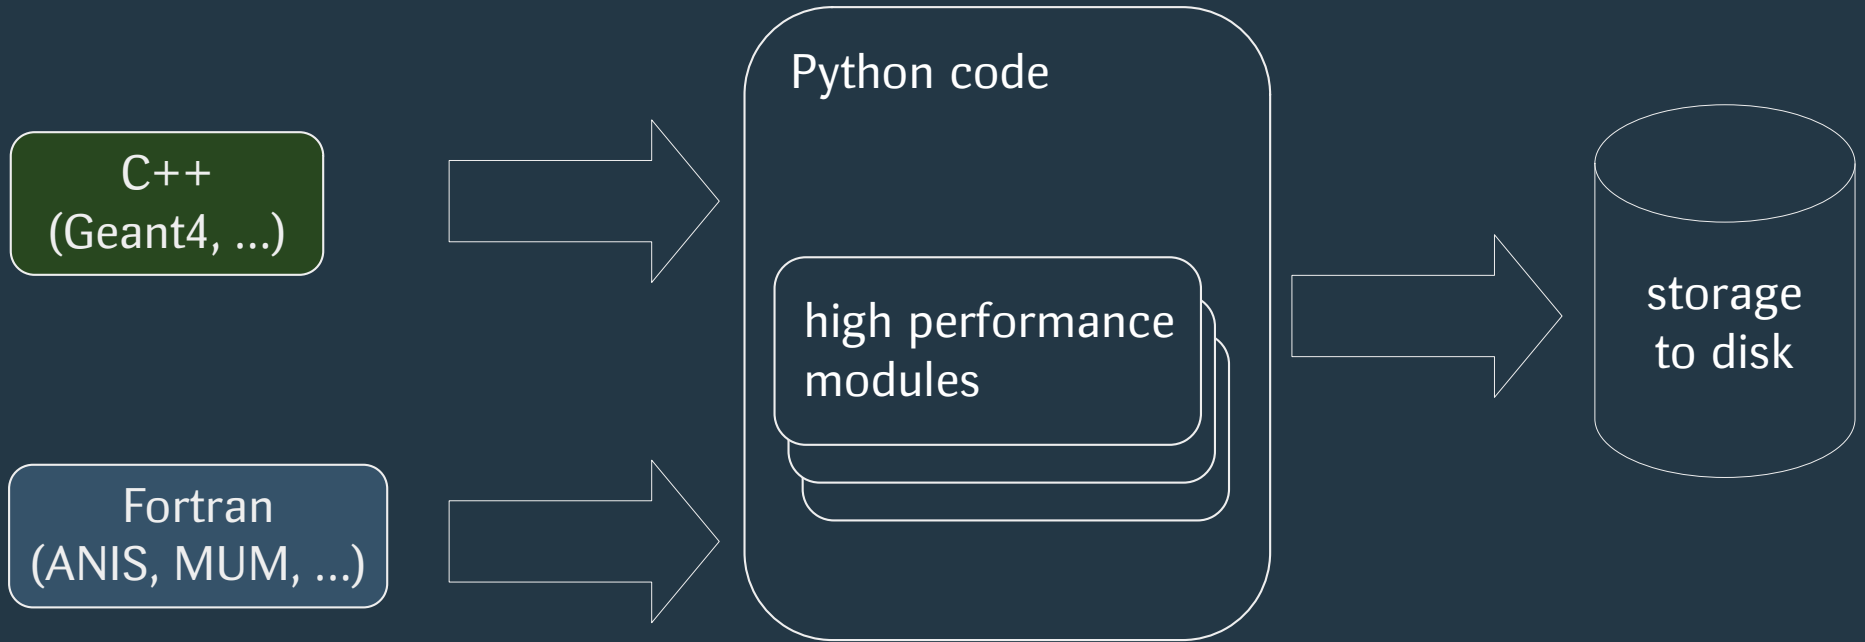 C++
(Geant4, ...)
Fortran
(ANIS, MUM, ...)
Python code
high performance
modules
storage
to disk